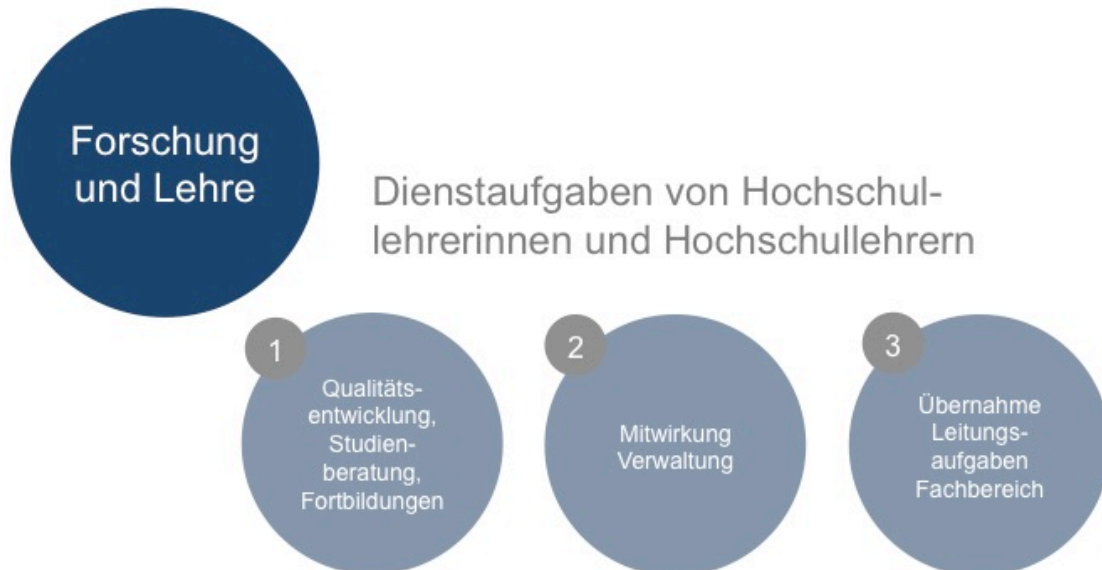 Forschung
und Lehre
Dienstaufgaben von Hochschul-
lehrerinnen und Hochschullehrern
1
Qualitäts-
entwicklung,
Studien-
beratung,
Fortbildungen
2
Mitwirkung
Verwaltung
3
Übernahme
Leitungs-
aufgaben
Fachbereich